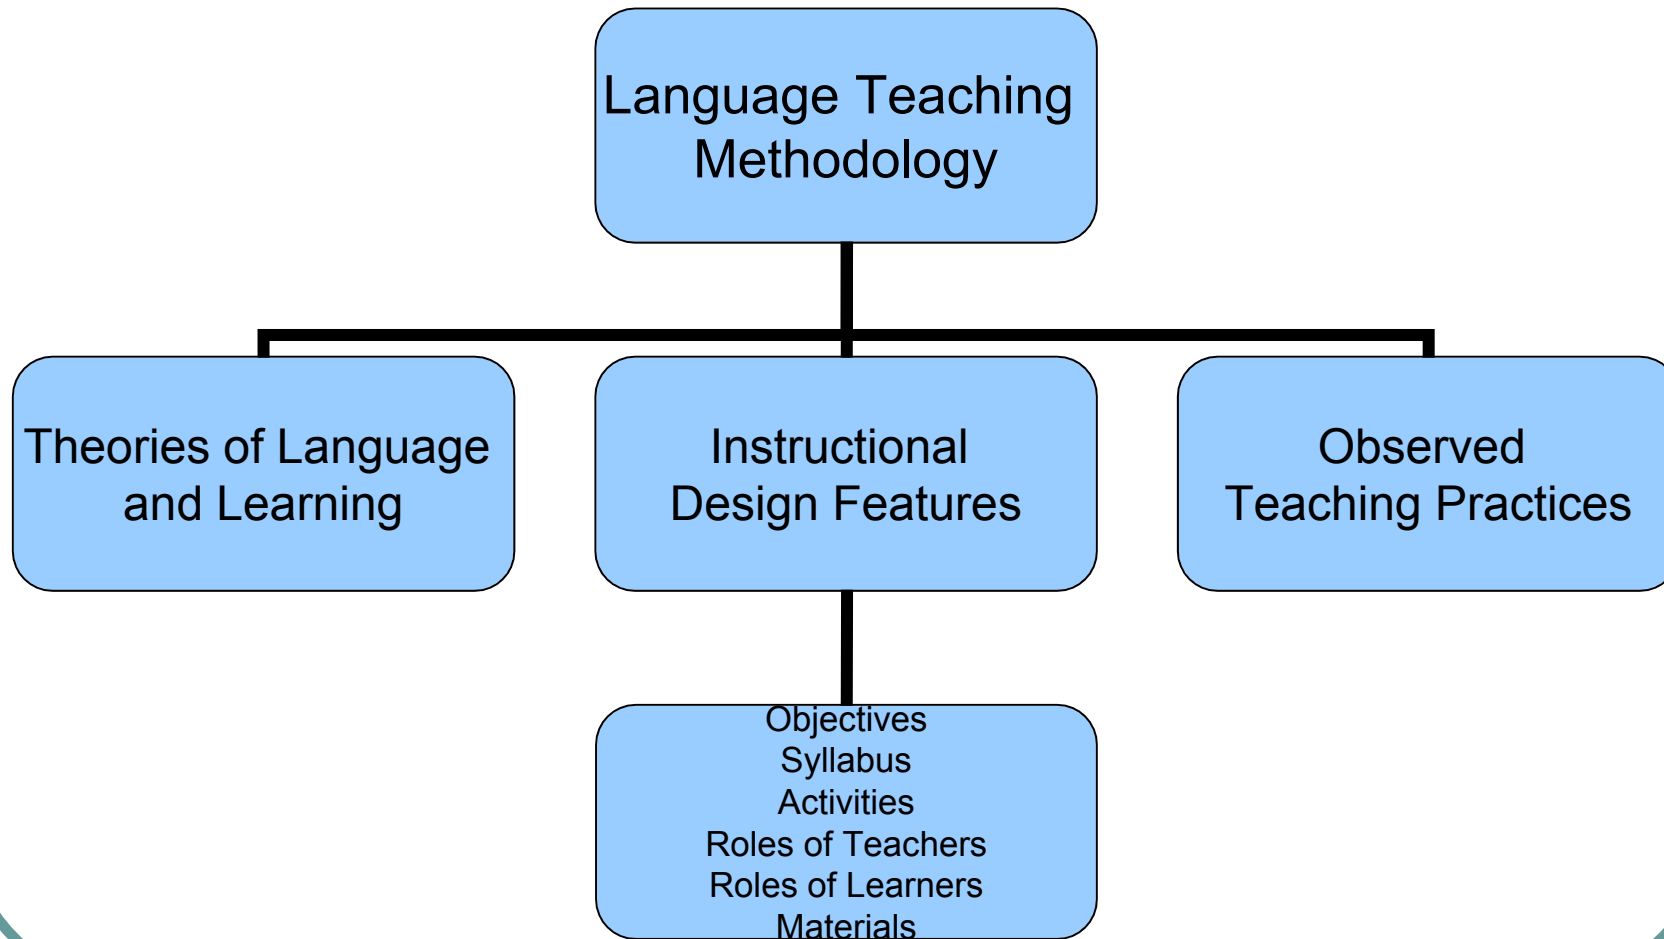 Language Teaching
Methodology
Theories of Language
and Learning
Instructional
Design Features
Observed
Teaching Practices
Objectives
Syllabus
Activities
Roles of Teachers
Roles of Learners
Materials